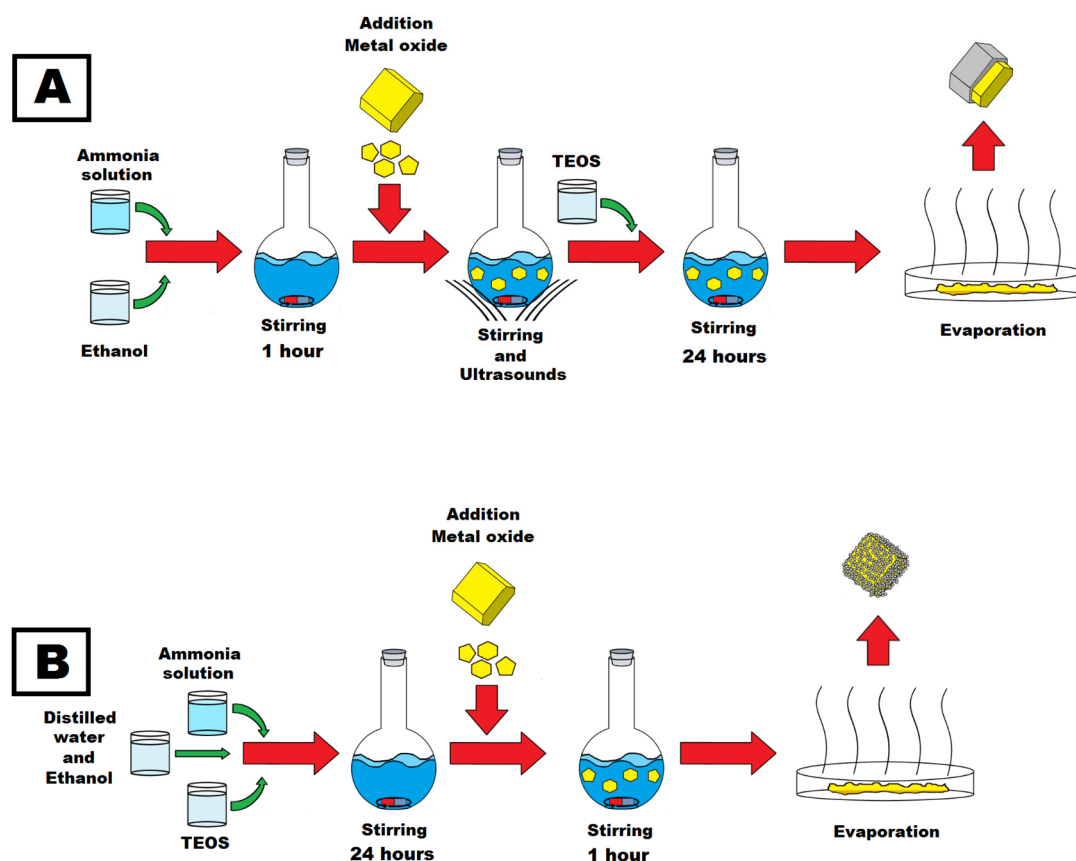 A
Addition
Metal oxide
Ammonia
solution
TEOS
Ethanol
Stirring
1 hour
Stirring
and
Ultrasounds
Stirring
24 hours
Evaporation
B
Addition
Metal oxide
Ammonia
solution
Distilled
water
and
Ethanol
TEOS
Stirring
24 hours
Stirring
1 hour
Evaporation